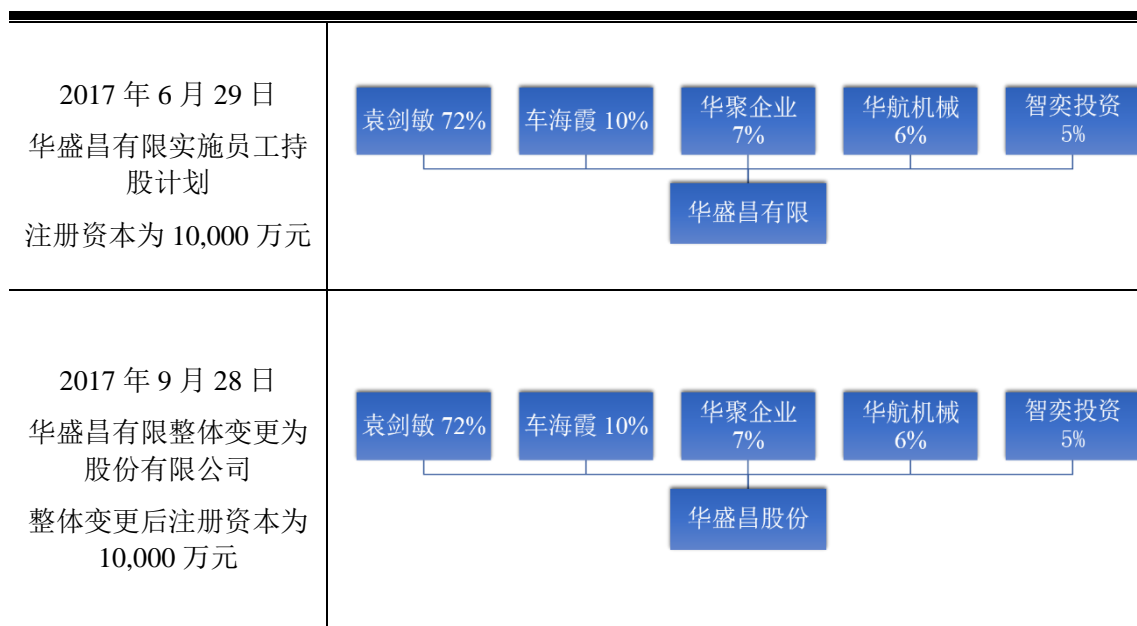 2017 年 6 月 29 日
华盛昌有限实施员工持
股计划
注册资本为 10,000 万元
袁剑敏 72%
车海霞 10%
华聚企业
7%
华航机械
6%
智奕投资
5%
华盛昌有限
2017 年 9 月 28 日
华盛昌有限整体变更为
股份有限公司
整体变更后注册资本为
10,000 万元
袁剑敏 72%
车海霞 10%
华聚企业
7%
华航机械
6%
智奕投资
5%
华盛昌股份